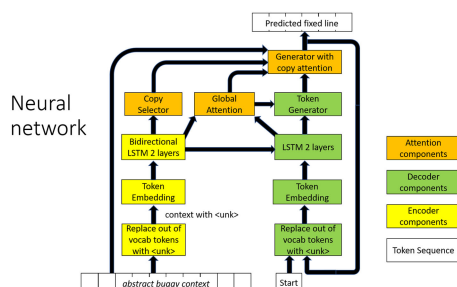 Predicted fixed line
Generator with
copy attention
Neural
network
Copy
Selector
Global
Attention
Token
Generator
Bidirectional
LSTM 2 layers
LSTM 2 layers
Token
Embedding
Token
Embedding
context with <unk>
Replace out of
vocab tokens
with <unk>
Replace out of
vocab tokens
with <unk>
abstract buggy context
Start
Attention
components
Decoder
components
Encoder
components
Token Sequence